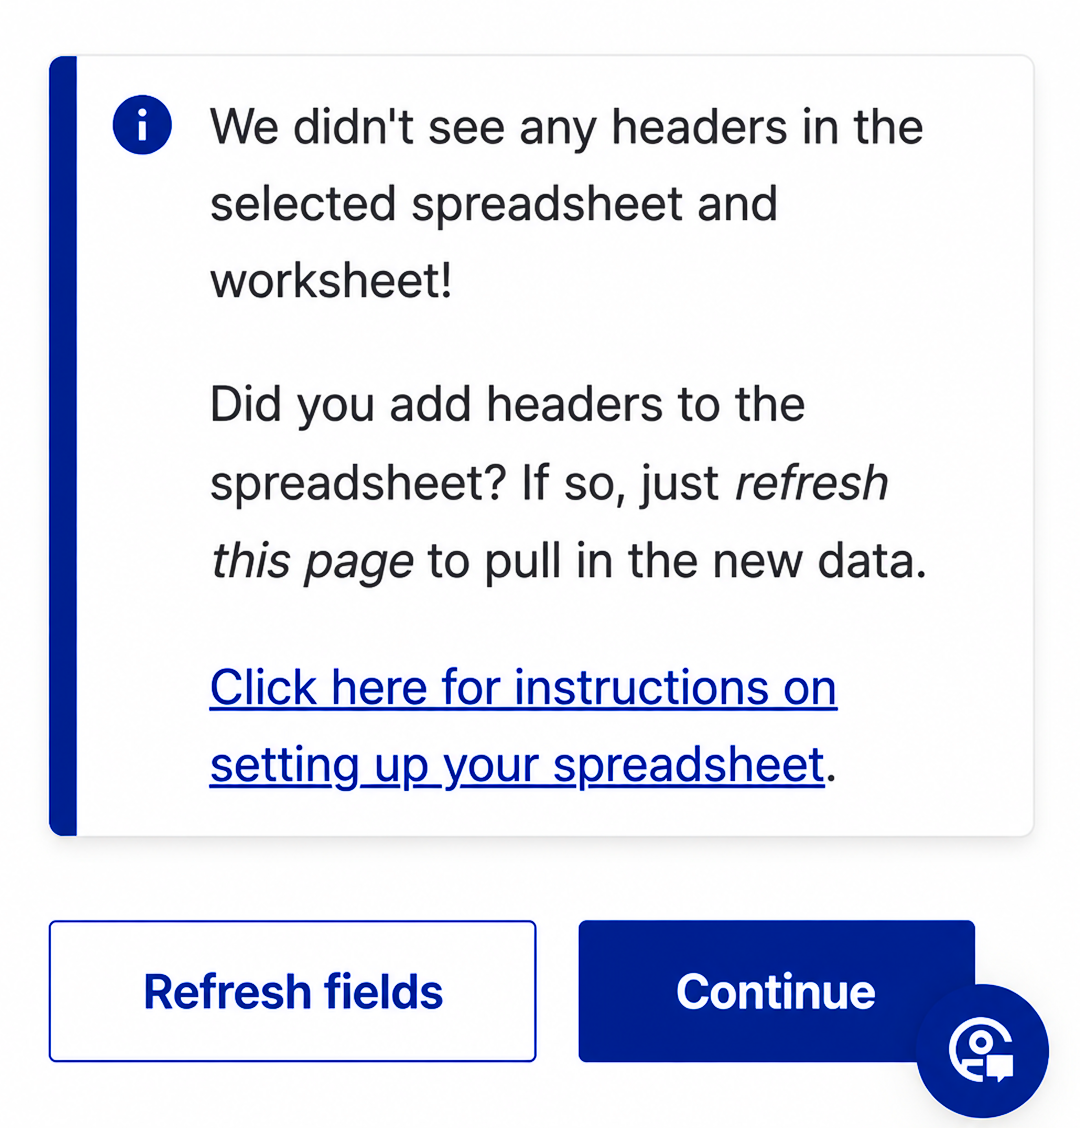 We didn't see any headers in the
selected spreadsheet and
worksheet!
Did you add headers to the
spreadsheet? If so, just refresh
this page to pull in the new data.
Click here for instructions on
setting up your spreadsheet.
Refresh fields
Continue